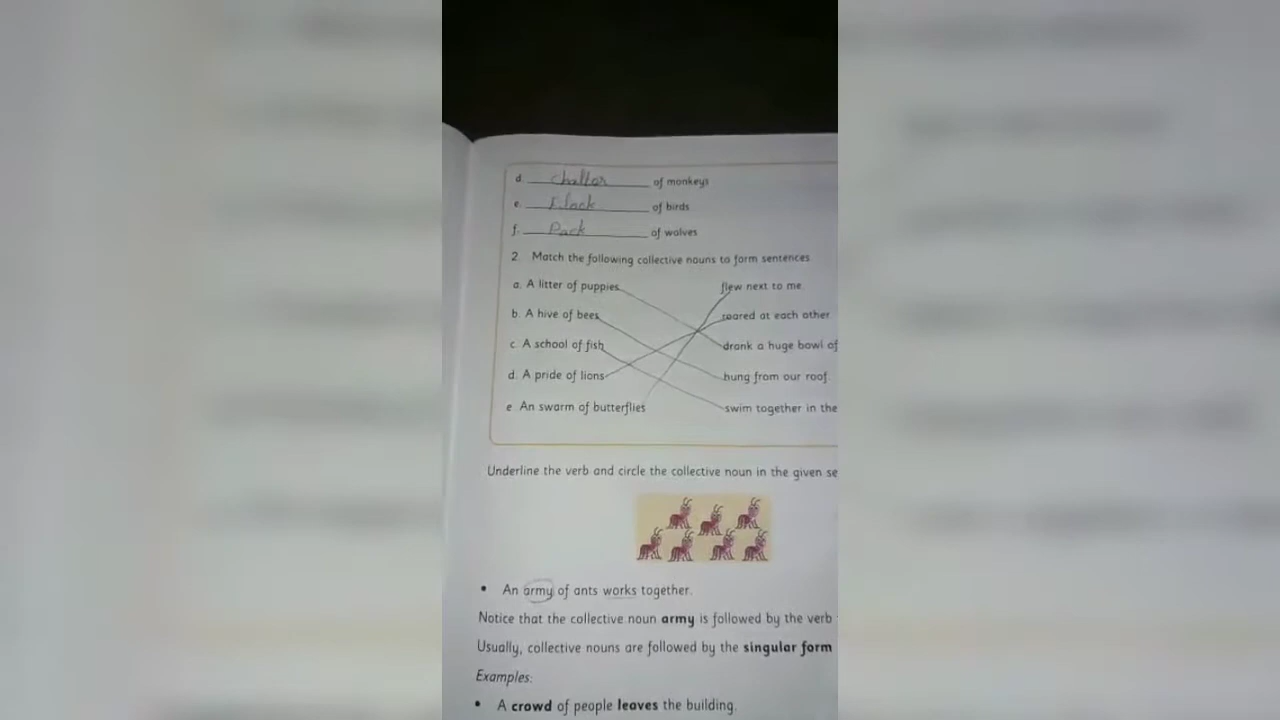 d. Challor of monkeys
e. Flock of birds
f. Pack of wolves
2. Match the following collective nouns to form sentences
a. A litter of puppies flew next to me.
b. A hive of bees roared at each other.
c. A school of fish drank a huge bowl of
d. A pride of lions hung from our roof.
e An swarm of butterflies swim together in the
Underline the verb and circle the collective noun in the given se
• An army of ants works together.
Notice that the collective noun army is followed by the verb
Usually, collective nouns are followed by the singular form
Examples:
• A crowd of people leaves the building.